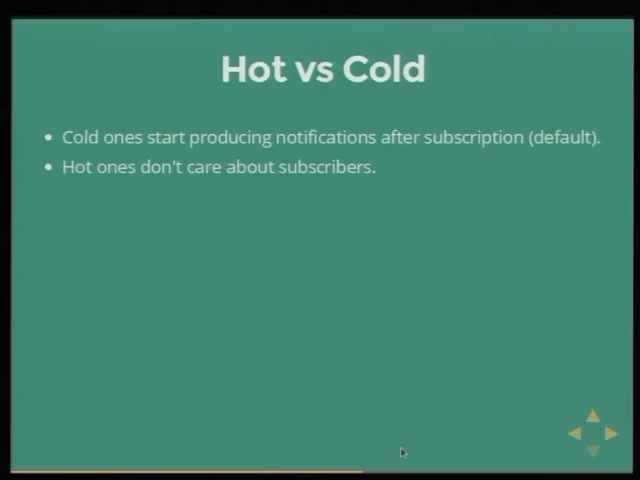 Hot vs Cold
Cold ones start producing notifications after subscription (default).
Hot ones don't care about subscribers.